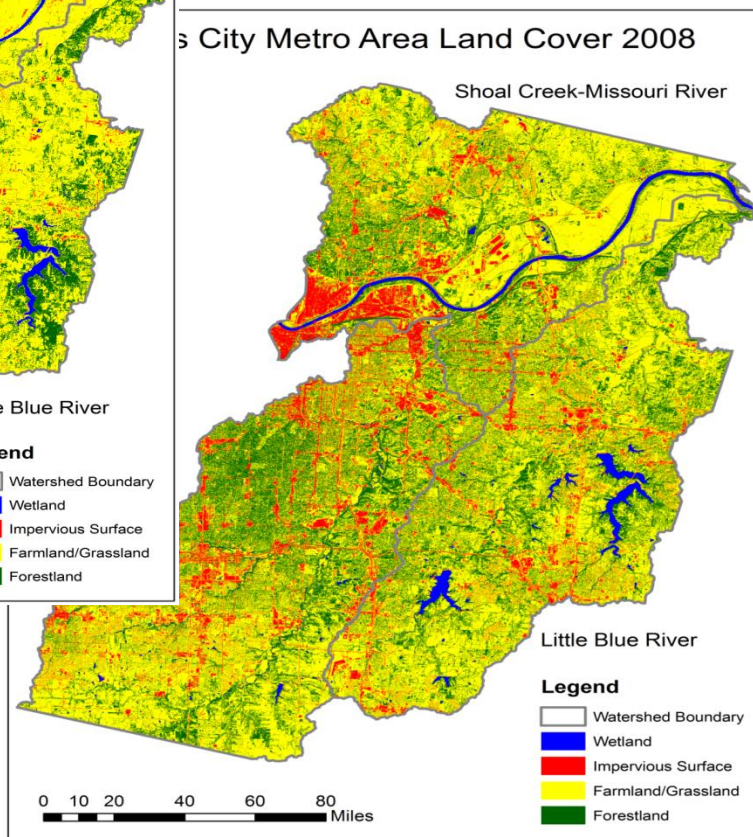 s City Metro Area Land Cover 2008
Shoal Creek-Missouri River
Blue River
end
Watershed Boundary
Wetland
Impervious Surface
Farmland/Grassland
Forestland
Little Blue River
Legend
Watershed Boundary
Wetland
Impervious Surface
Farmland/Grassland
Forestland
0 10 20 40 60 80
Miles